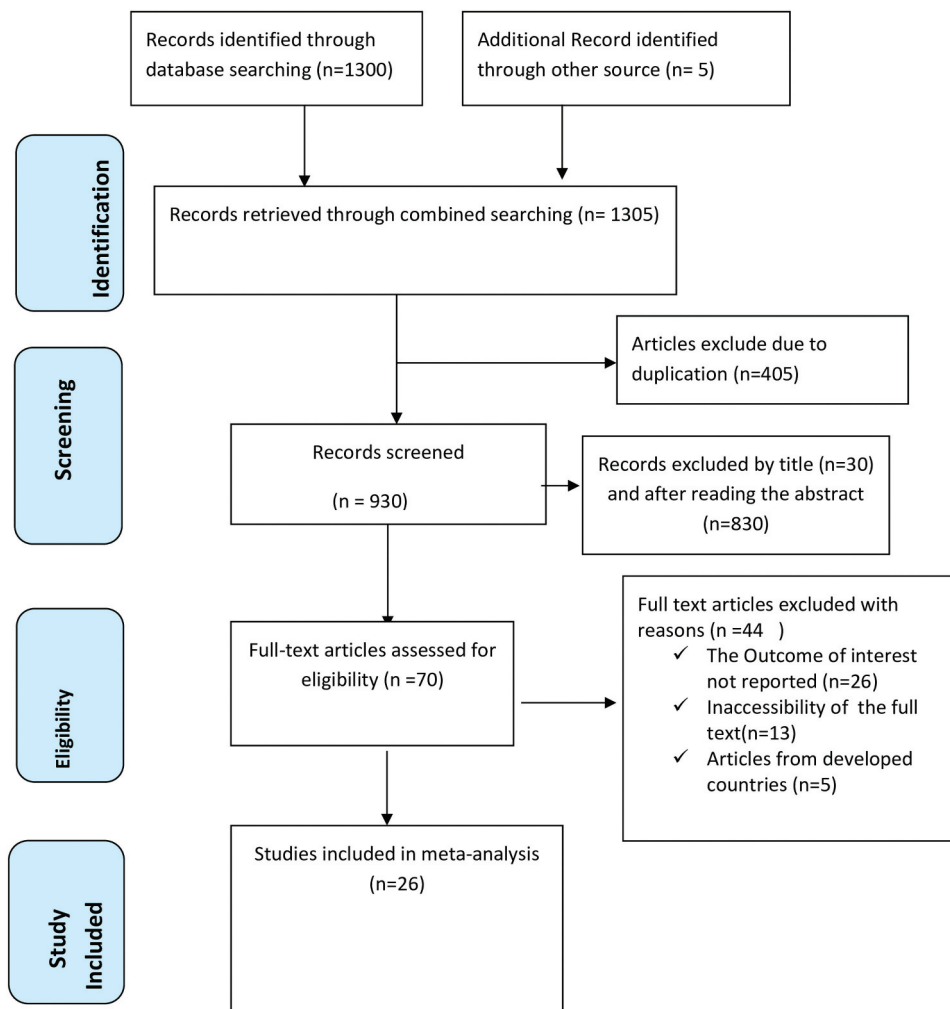 Records identified through
database searching (n=1300)
Additional Record identified
through other source (n= 5)
Identification
Records retrieved through combined searching (n= 1305)
Articles exclude due to
duplication (n=405)
Screening
Records screened
(n = 930)
Records excluded by title (n=30)
and after reading the abstract
(n=830)
Eligibility
Full-text articles assessed for
eligibility (n =70)
Full text articles excluded with
reasons (n =44 )
✓ The Outcome of interest
not reported (n=26)
✓ Inaccessibility of the full
text(n=13)
✓ Articles from developed
countries (n=5)
Study
Included
Studies included in meta-analysis
(n=26)